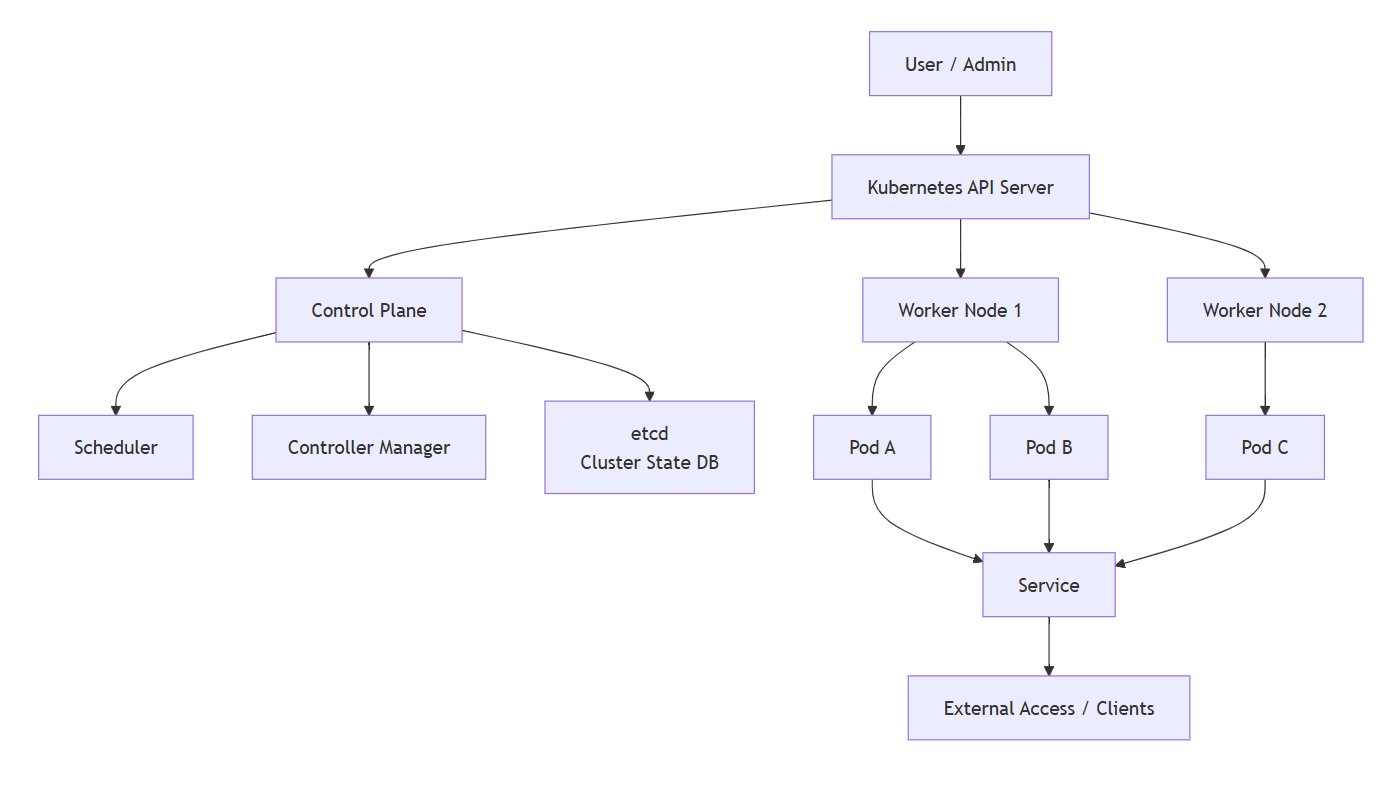 User / Admin
Kubernetes API Server
Control Plane
Worker Node 1
Worker Node 2
Scheduler
Controller Manager
etcd
Cluster State DB
Pod A
Pod B
Pod C
Service
External Access / Clients